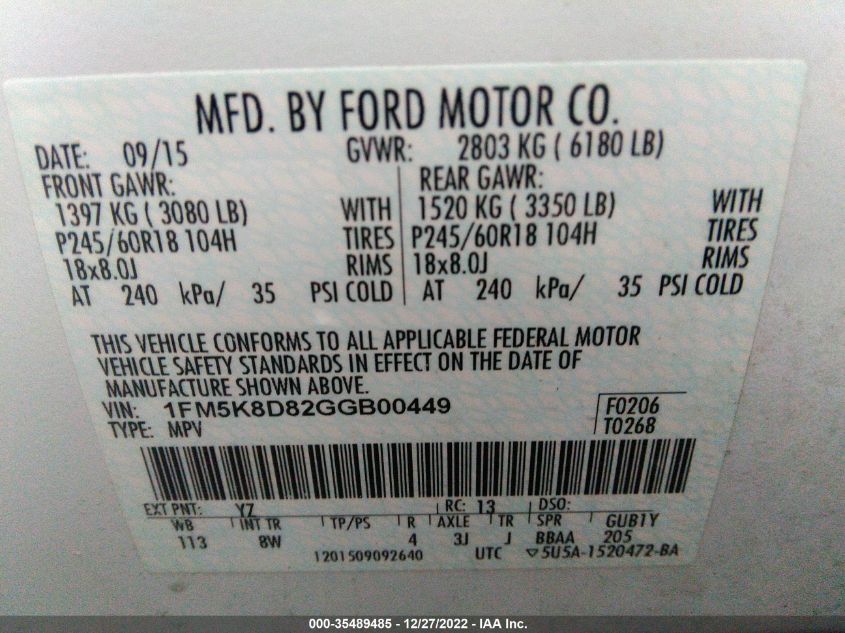 MFD. BY FORD MOTOR CO.
DATE: 09/15 GVWR: 2803 KG ( 6180 LB)
FRONT GAWR: REAR GAWR:
1397 KG ( 3080 LB) WITH 1520 KG ( 3350 LB) WITH
P245/60R18 104H TIRES P245/60R18 104H TIRES
18x8.0J RIMS 18x8.0J RIMS
AT 240 kPa/ 35 PSI COLD AT 240 kPa/ 35 PSI COLD
THIS VEHICLE CONFORMS TO ALL APPLICABLE FEDERAL MOTOR
VEHICLE SAFETY STANDARDS IN EFFECT ON THE DATE OF
MANUFACTURE SHOWN ABOVE.
VIN: 1FM5K8D82GGB00449 F0206
TYPE: MPV T0268
EXT PNT: YZ RC: 13 DSO:
WB INT TR TP/PS R AXLE TR SPR GUB1Y
113 8W 4 3J J BBAA 205
1201509092640 UTC ▽5U5A-1520472-BA
000-35489485 - 12/27/2022 - IAA Inc.